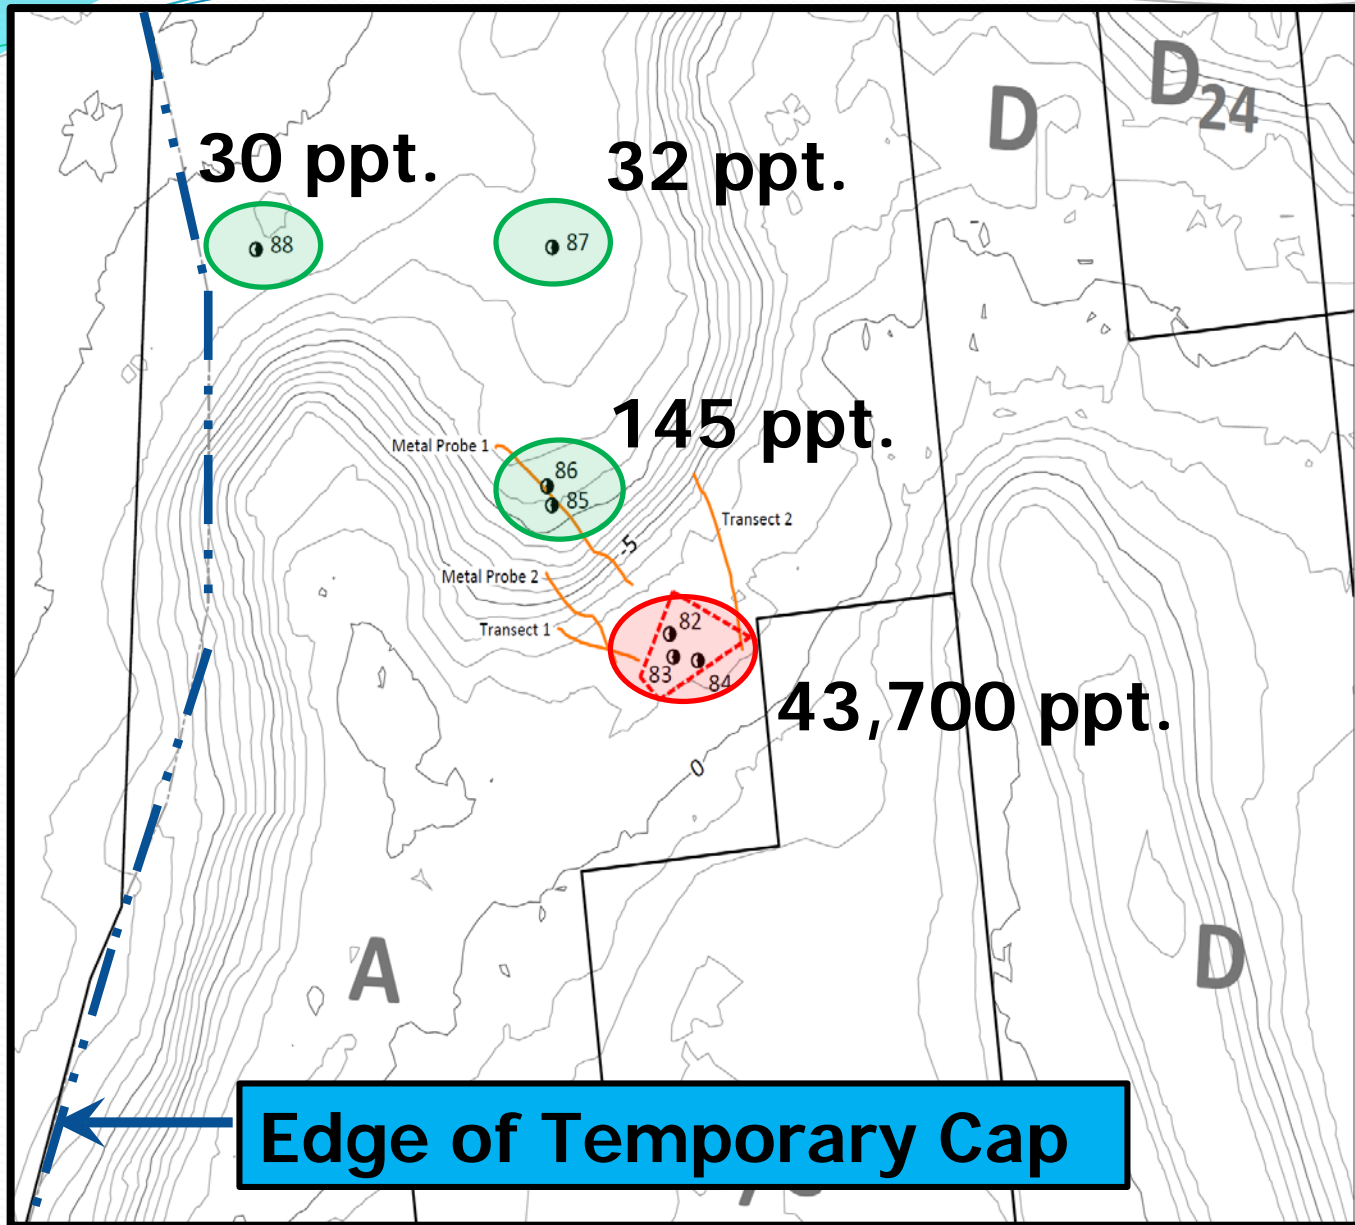 D
D24
30 ppt.
32 ppt.
88
87
145 ppt.
Metal Probe 1
86
85
Transect 2
-5
Metal Probe 2
Transect 1
82
83
84
43,700 ppt.
0
A
D
Edge of Temporary Cap